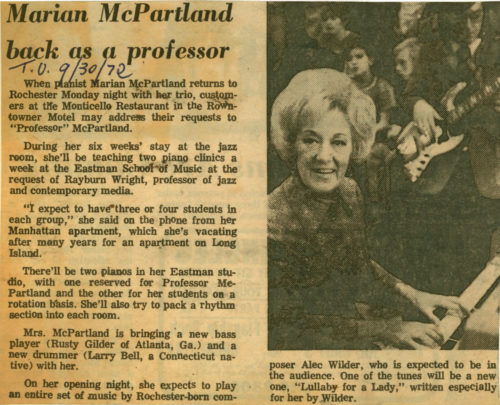 Marian McPartland
back as a professor
T.U. 9/30/72
When pianist Marian McPartland returns to
Rochester Monday night with her trio, custom-
ers at the Monticello Restaurant in the Rown-
towner Motel may address their requests to
"Professor" McPartland.
During her six weeks' stay at the jazz
room, she'll be teaching two piano clinics
a week at the Eastman School of Music at the
request of Rayburn Wright, professor of jazz
and contemporary media.
"I expect to have three or four students in
each group," she said on the phone from her
Manhattan apartment, which she's vacating
after many years for an apartment on Long
Island.
There'll be two pianos in her Eastman stu-
dio, with one reserved for Professor Mc-
Partland and the other for her students on a
rotation basis. She'll also try to pack a rhythm
section into each room.
Mrs. McPartland is bringing a new bass
player (Rusty Gilder of Atlanta, Ga.) and a
new drummer (Larry Bell, a Connecticut na-
tive) with her.
On her opening night, she expects to play
an entire set of music by Rochester-born com-
poser Alec Wilder, who is expected to be in
the audience. One of the tunes will be a new
one, "Lullaby for a Lady," written especially
for her by Wilder.